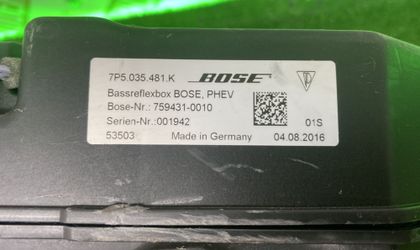 7P5.035.481.K BOSE
Bassreflexbox BOSE, PHEV
Bose-Nr.: 759431-0010
Serien-Nr.:001942 01S
53503 Made in Germany 04.08.2016